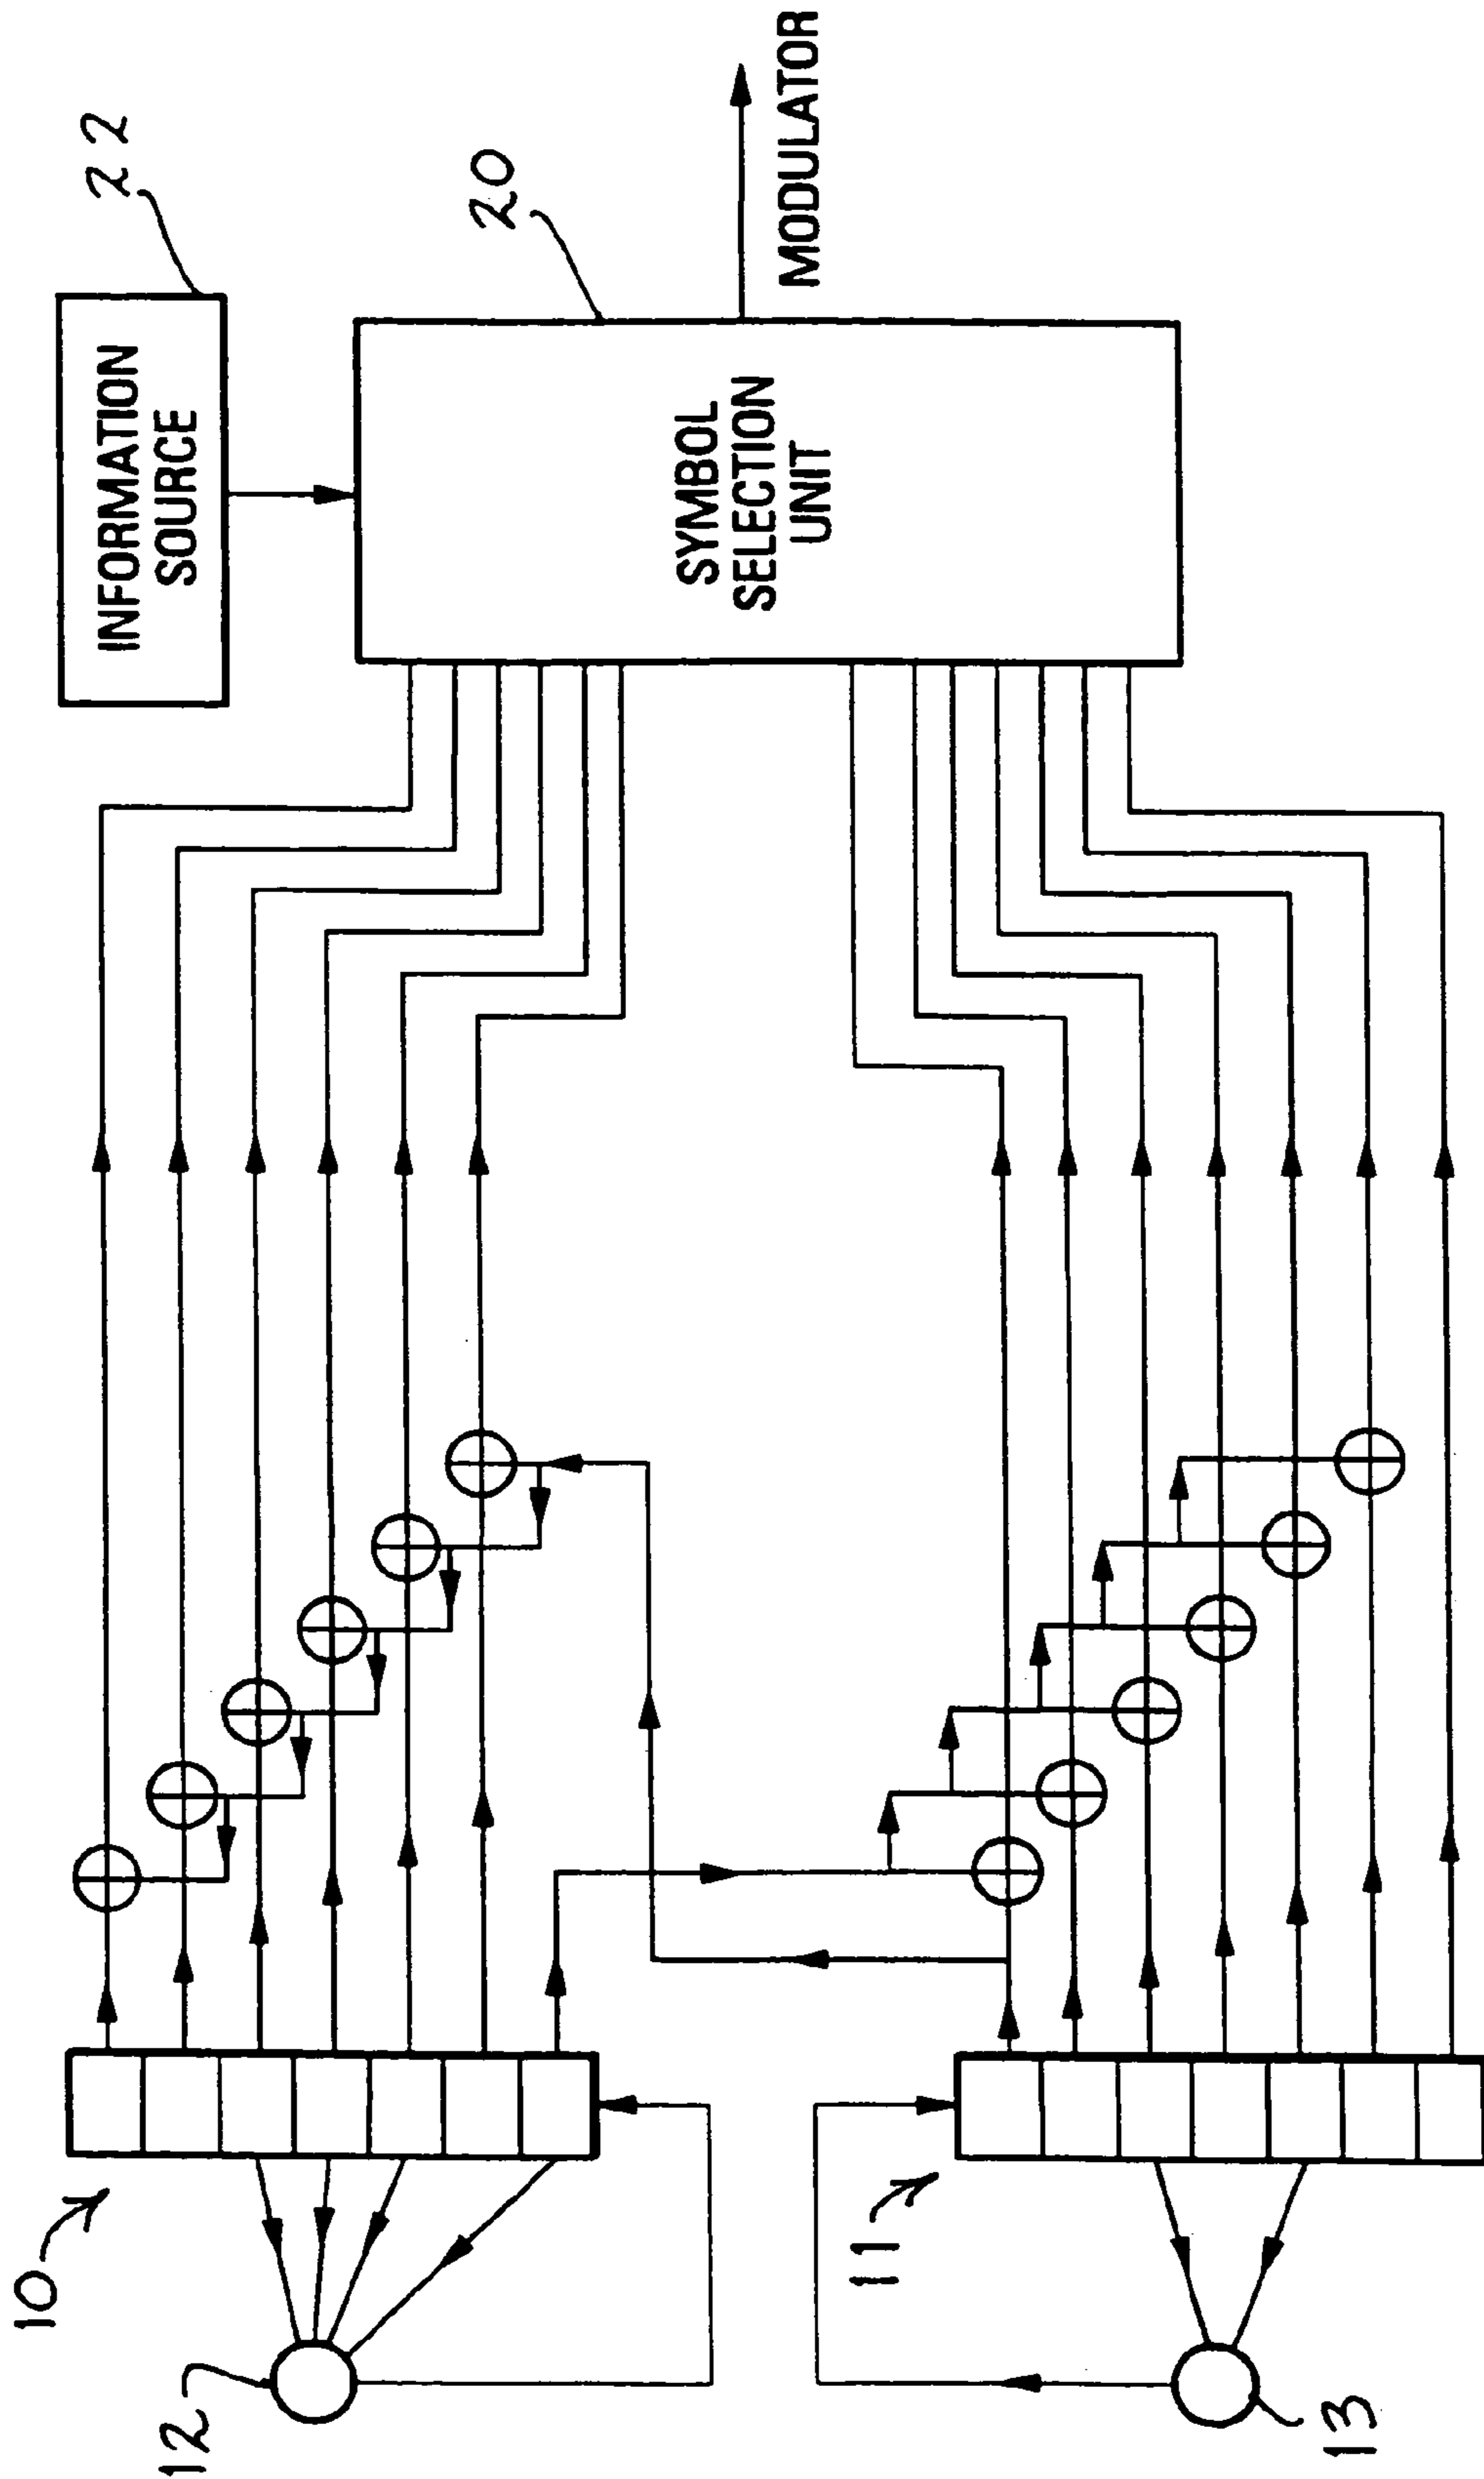 INFORMATION
SOURCE
22
SYMBOL
SELECTION
UNIT
20
MODULATOR
10
12
11
13